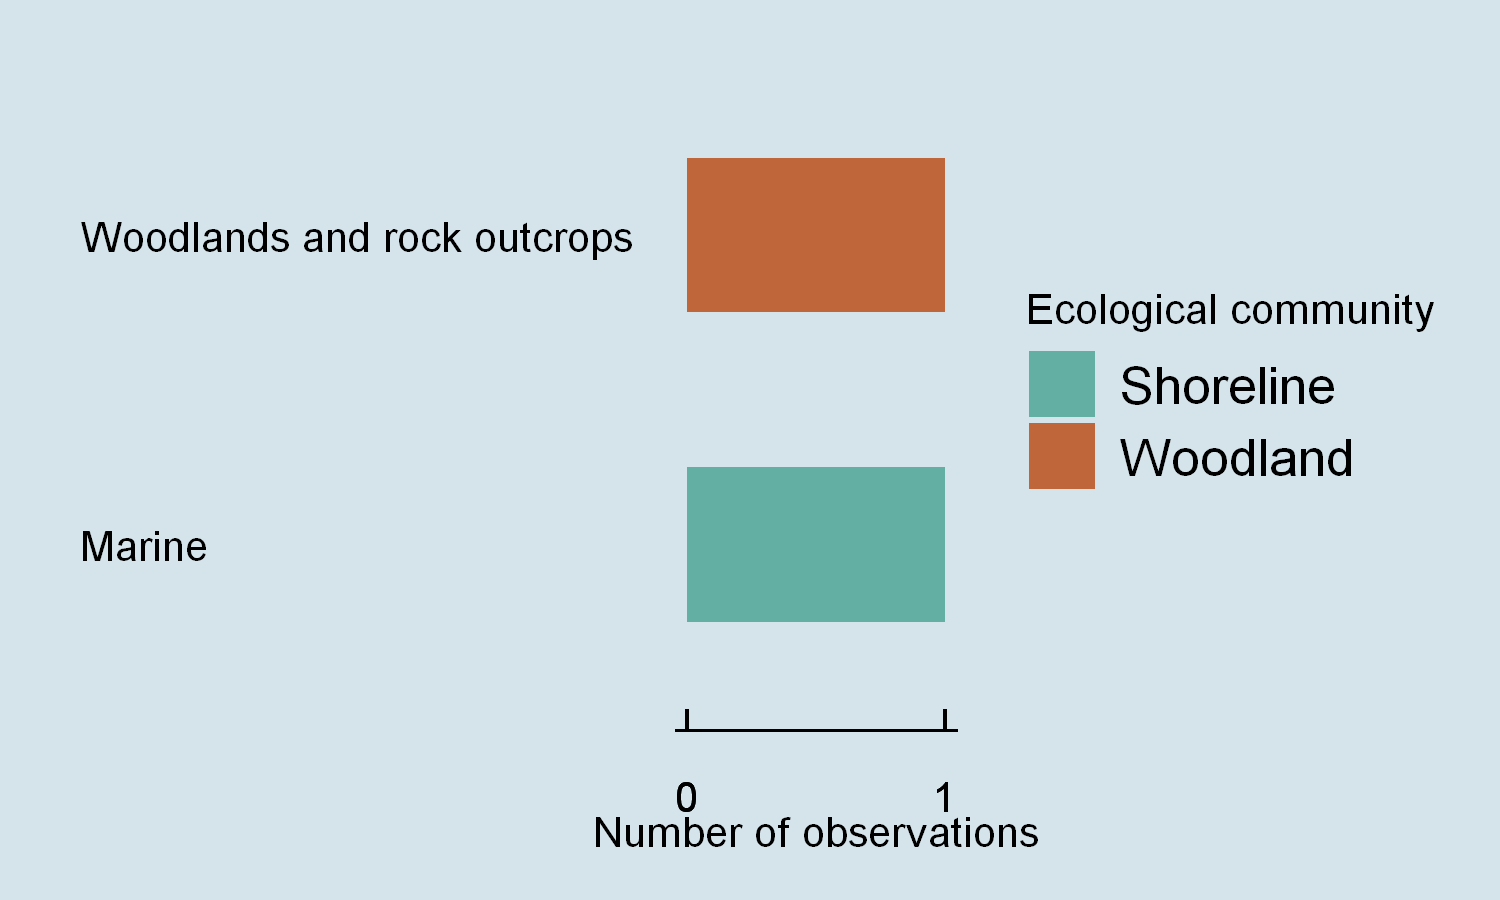 Woodlands and rock outcrops
Marine
Ecological community
Shoreline
Woodland
0 1
Number of observations